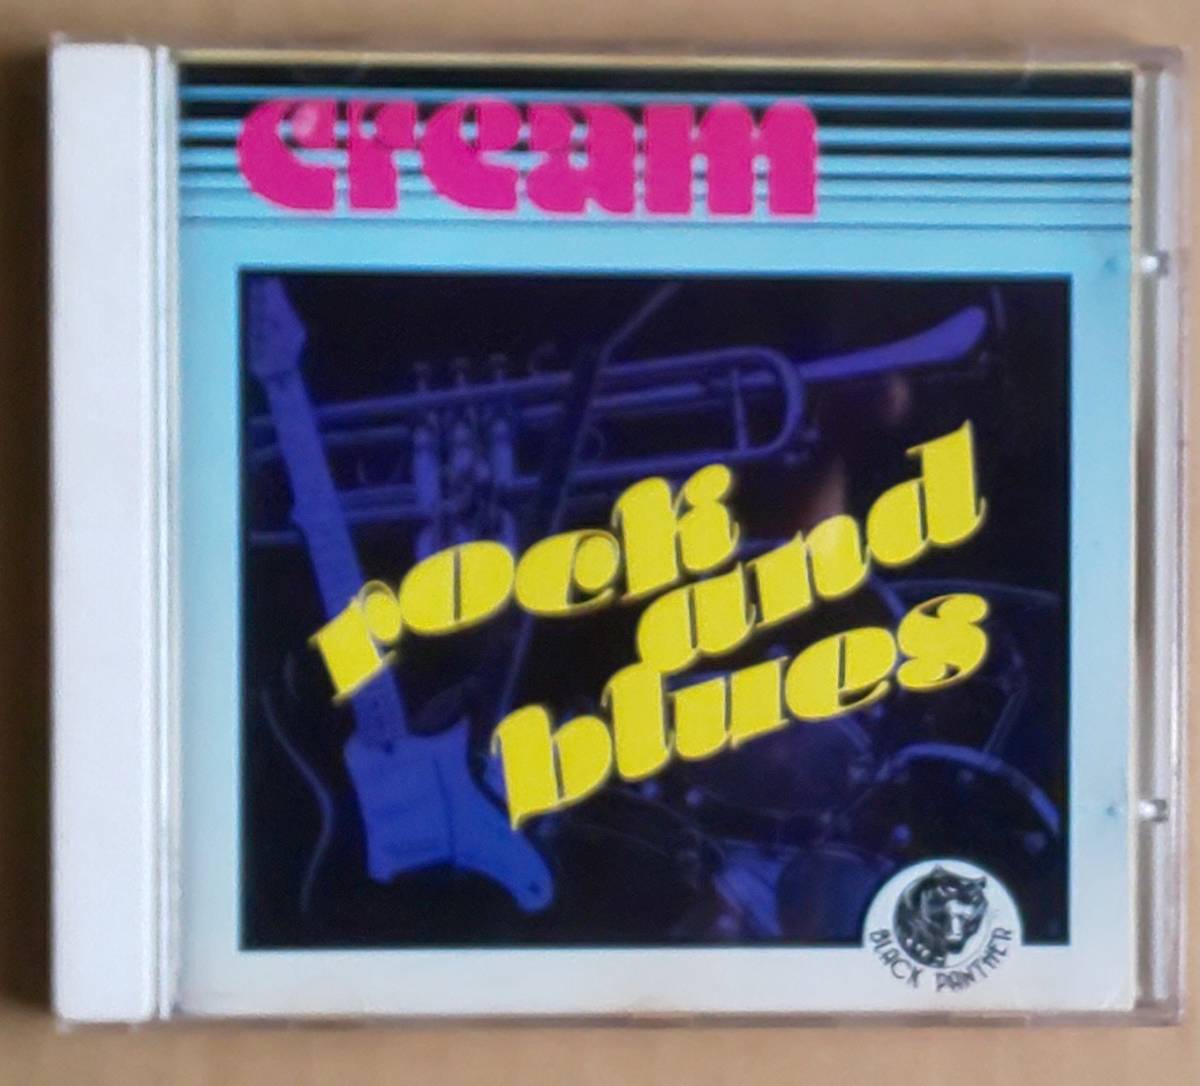 cream
rock
and
blues
BLACK PANTHER